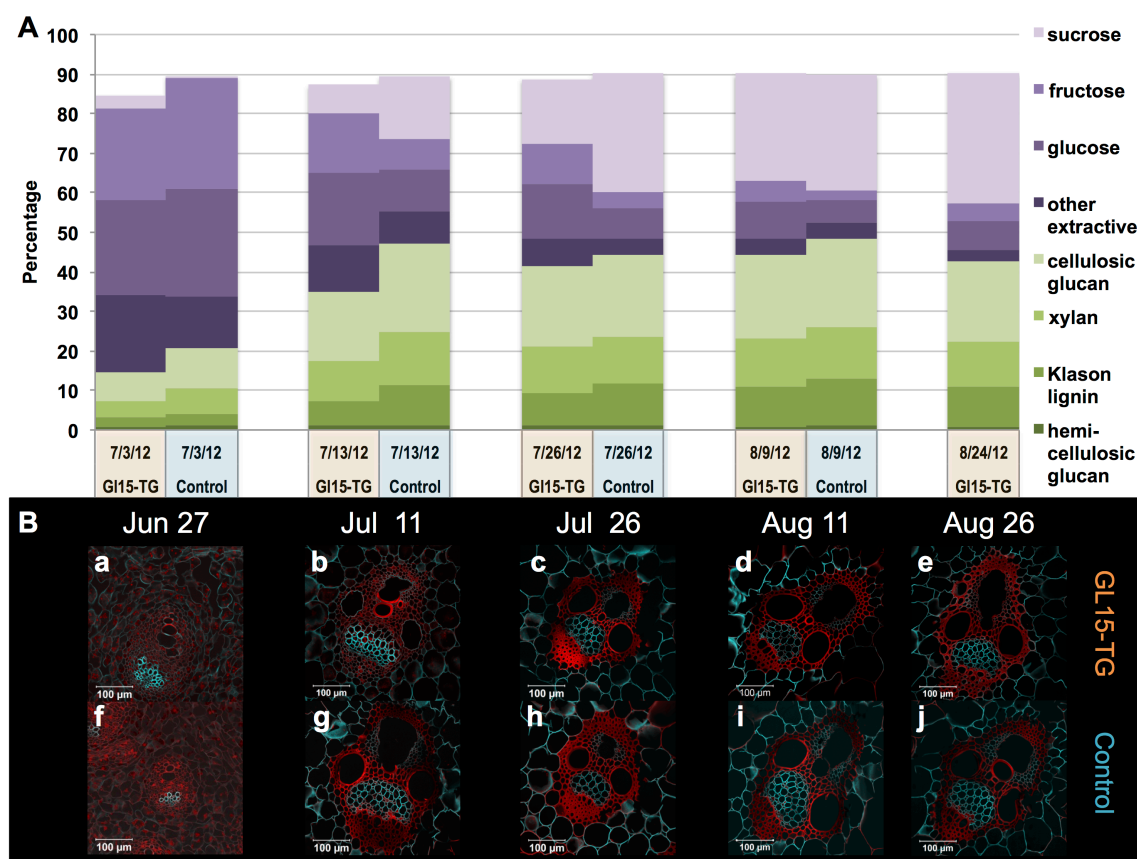 A
100
90
80
70
60
50
40
30
20
10
0
Percentage
sucrose
fructose
glucose
other
extractive
cellulosic
glucan
xylan
Klason
lignin
hemi-
cellulosic
glucan
7/3/12 7/3/12 7/13/12 7/13/12 7/26/12 7/26/12 8/9/12 8/9/12 8/24/12
Gl15-TG Control Gl15-TG Control Gl15-TG Control Gl15-TG Control Gl15-TG
B Jun 27 Jul 11 Jul 26 Aug 11 Aug 26
a b c d e
100 µm 100 µm 100 µm 100 µm 100 µm
GL15-TG
f g h i j
100 µm 100 µm 100 µm 100 µm 100 µm
Control